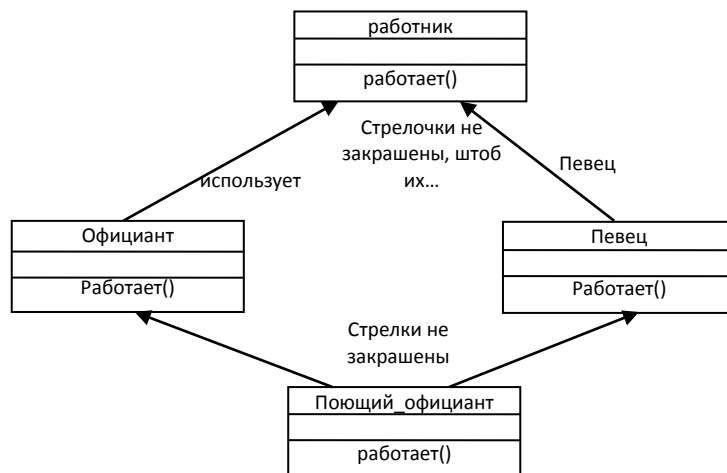 работник
работает()
Стрелочки не
закрашены, штоб
их...
использует
Певец
Официант
Работает()
Певец
Работает()
Стрелки не
закрашены
Поющий_официант
работает()